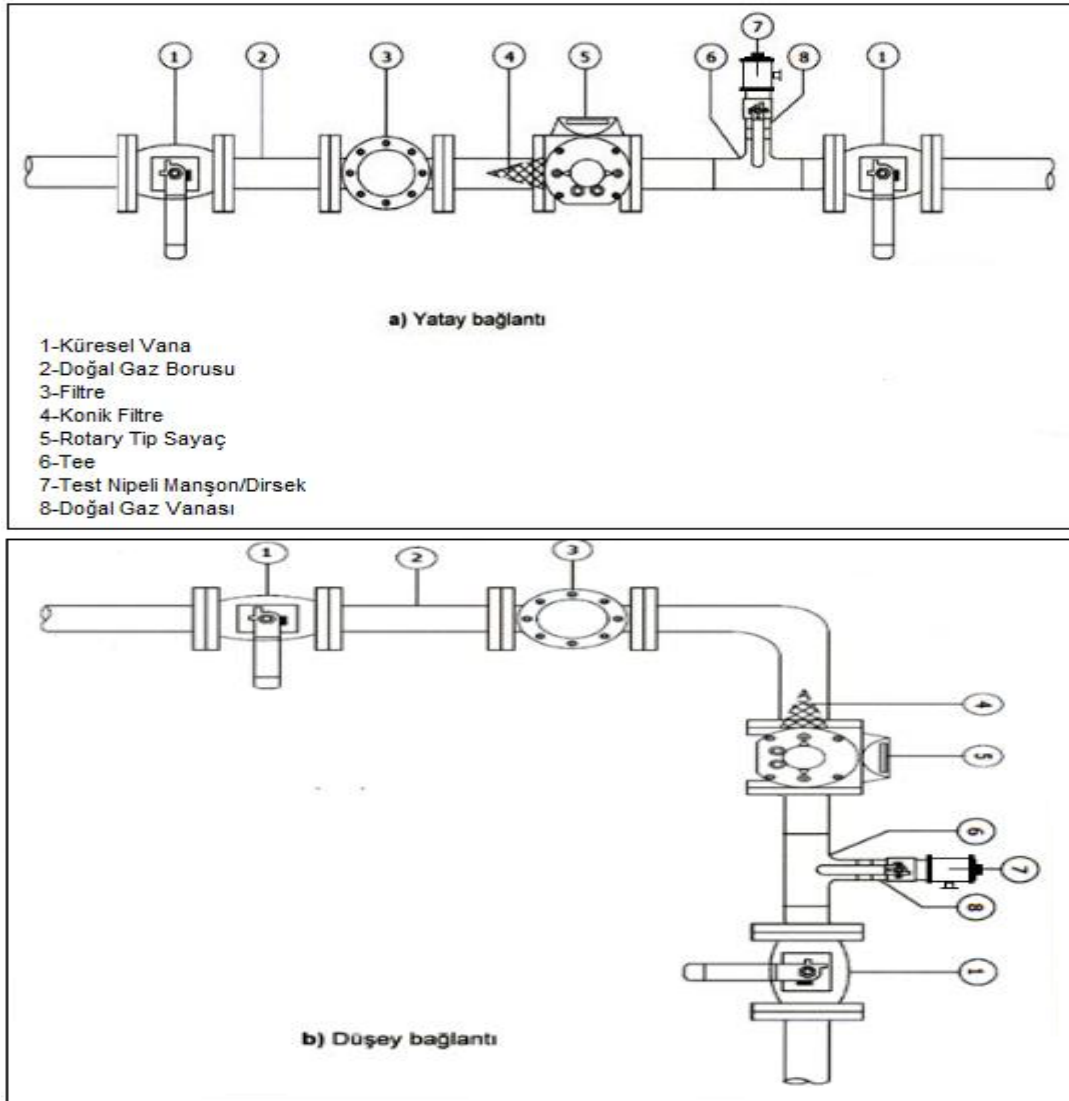 1 2 3 4 5 6 7 8 1
a) Yatay bağlantı
1-Küresel Vana
2-Doğal Gaz Borusu
3-Filtre
4-Konik Filtre
5-Rotary Tip Sayaç
6-Tee
7-Test Nipeli Manşon/Dirsek
8-Doğal Gaz Vanası
1 2 3
4
5
6
7
8
1
b) Düşey bağlantı